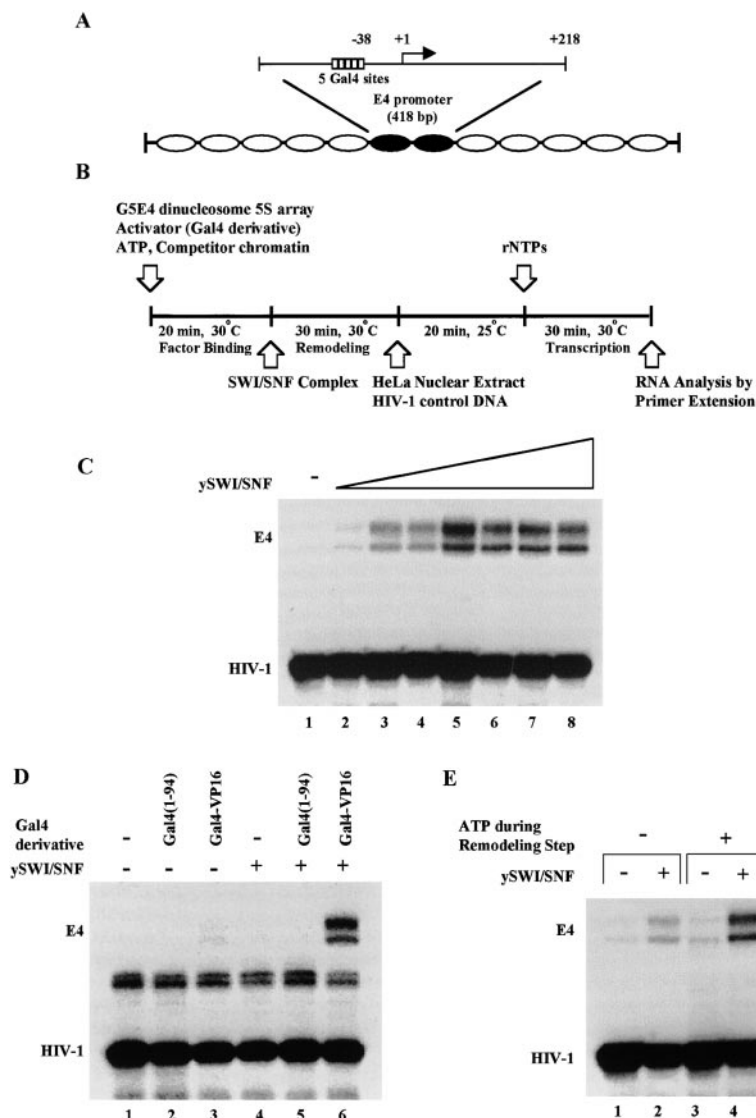 A
-38 +1 +218
5 Gal4 sites
E4 promoter
(418 bp)
B
G5E4 dinucleosome 5S array
Activator (Gal4 derivative)
ATP, Competitor chromatin
rNTPs
20 min, 30°C 30 min, 30°C 20 min, 25°C 30 min, 30°C
Factor Binding Remodeling Transcription
SWI/SNF Complex HeLa Nuclear Extract RNA Analysis by
HIV-1 control DNA Primer Extension
C
ySWI/SNF -
E4
HIV-1
1 2 3 4 5 6 7 8
D
Gal4 derivative - Gal4(1-94) Gal4-VP16 - Gal4(1-94) Gal4-VP16
ySWI/SNF - - - + + +
E4
HIV-1
1 2 3 4 5 6
E
ATP during
Remodeling Step - +
ySWI/SNF - + - +
E4
HIV-1
1 2 3 4